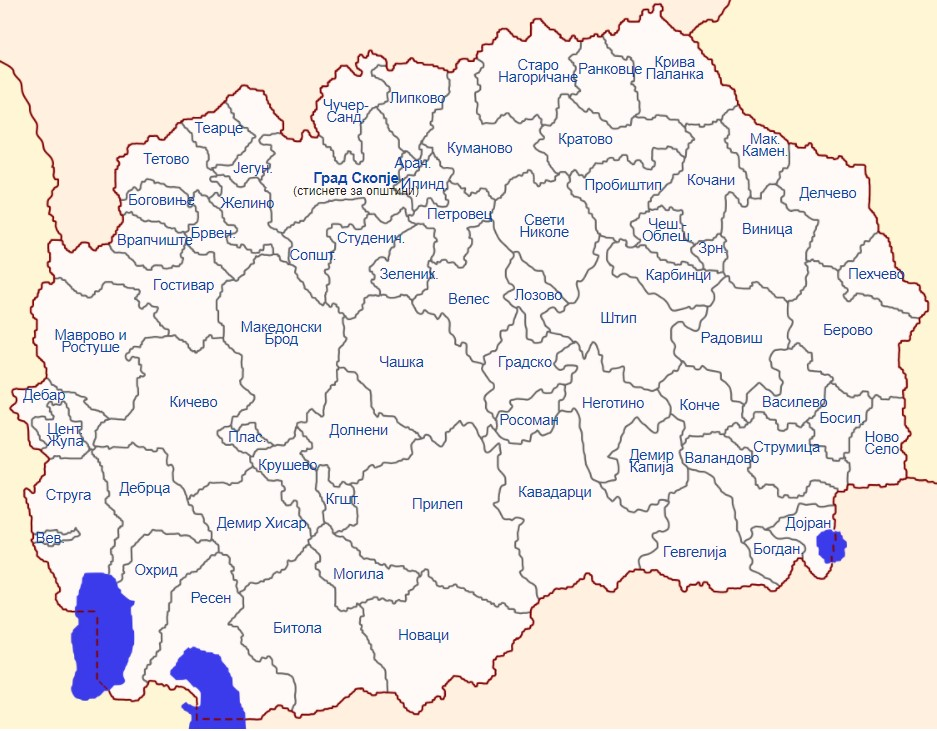 Старо
Нагоричане
Ранковце
Крива
Паланка
Чучер-
Санд.
Липково
Теарце
Куманово
Кратово
Мак.
Камен.
Тетово
Јегун.
Арач.
Град Скопје
(стиснете за општини)
Илинд.
Пробиштип
Кочани
Делчево
Боговиње
Желино
Петровец
Свети
Николе
Чеш.-
Облеш.
Виница
Врапчиште
Брвен.
Студенич.
Сопшт.
Зрн.
Зелених.
Карбинци
Пехчево
Гостивар
Велес
Лозово
Маврово и
Ростуше
Македонски
Брод
Штип
Радовиш
Берово
Чашка
Градско
Дебар
Кичево
Неготино
Конче
Василево
Росоман
Босил.
Цент.
Жупа
Плас.
Долнени
Ново
Село
Струмица
Демир
Капија
Валандово
Крушево
Струга
Дебрца
Кгшт.
Прилеп
Кавадарци
Демир Хисар
Дојран
Вев.
Гевгелија
Богдан.
Охрид
Могила
Ресен
Битола
Новаци